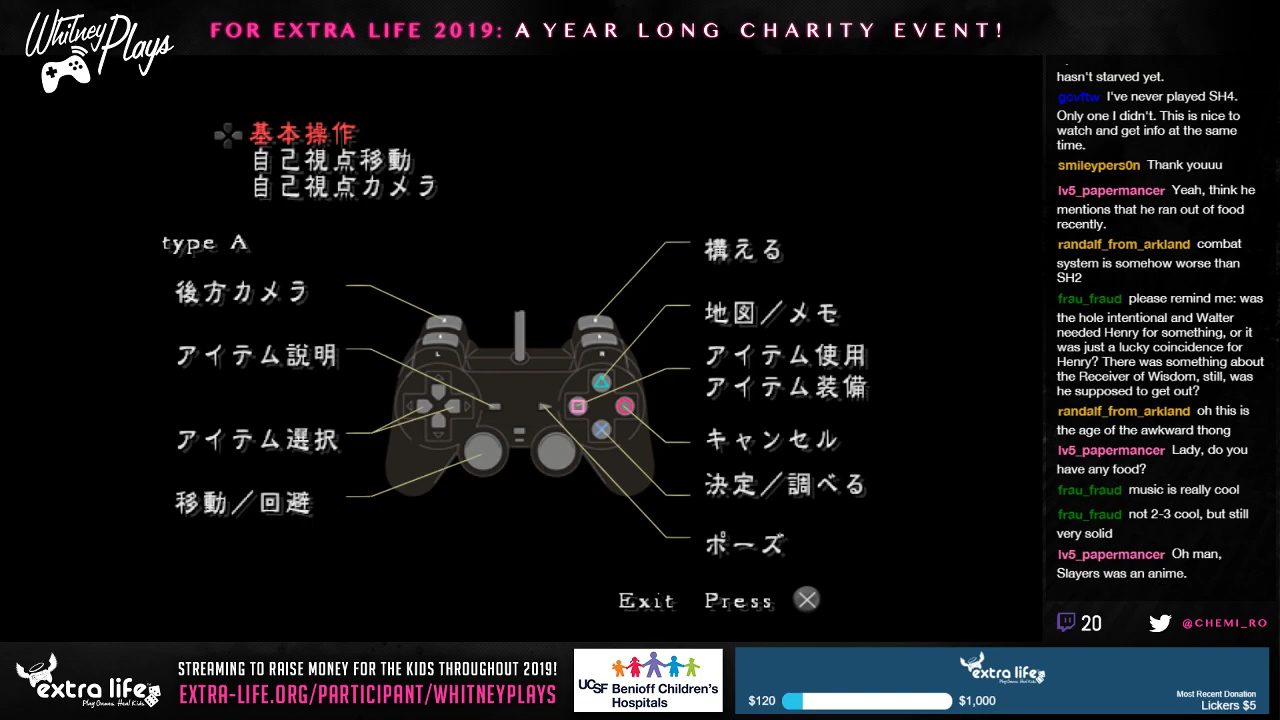 Whitney Plays
FOR EXTRA LIFE 2019: A YEAR LONG CHARITY EVENT!
基本操作
自己視点移動
自己視点カメラ
type A
後方カメラ
アイテム説明
アイテム選択
移動／回避
構える
地図／メモ
アイテム使用
アイテム装備
キャンセル
決定／調べる
ポーズ
L
R
Exit Press
hasn't starved yet.
gcvftw I've never played SH4.
Only one I didn't. This is nice to
watch and get info at the same
time.
smileypers0n Thank youuu
lv5_papermancer Yeah, think he
mentions that he ran out of food
recently.
randalf_from_arkland combat
system is somehow worse than
SH2
frau_fraud please remind me: was
the hole intentional and Walter
needed Henry for something, or it
was just a lucky coincidence for
Henry? There was something about
the Receiver of Wisdom, still, was
he supposed to get out?
randalf_from_arkland oh this is
the age of the awkward thong
lv5_papermancer Lady, do you
have any food?
frau_fraud music is really cool
frau_fraud not 2-3 cool, but still
very solid
lv5_papermancer Oh man,
Slayers was an anime.
20
@CHEMI_RO
extra life
Play Games. Heal Kids.
STREAMING TO RAISE MONEY FOR THE KIDS THROUGHOUT 2019!
EXTRA-LIFE.ORG/PARTICIPANT/WHITNEYPLAYS
UCSF Benioff Children's
Hospitals
extra life
Play Games. Heal Kids.
$120
$1,000
Most Recent Donation
Lickers $5